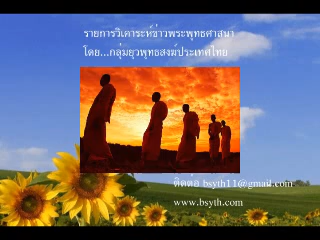 รายการวิเคาระห์ข่าวพระพุทธศาสนา
โดย...กลุ่มยุวพุทธสงฆ์ประเทศไทย
ติดต่อ bsyth11@gmail.com
www.bsyth.com